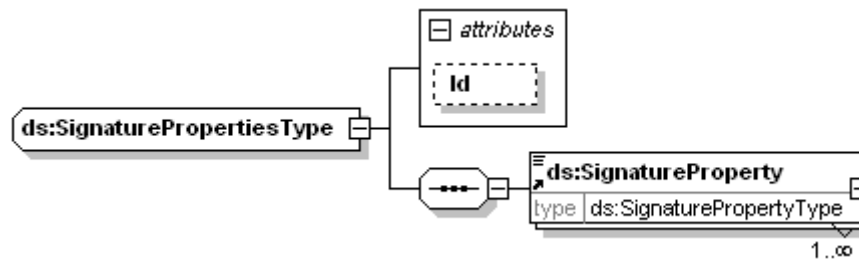 attributes
Id
ds:SignaturePropertiesType
ds:SignatureProperty
type ds:SignaturePropertyType
1..∞